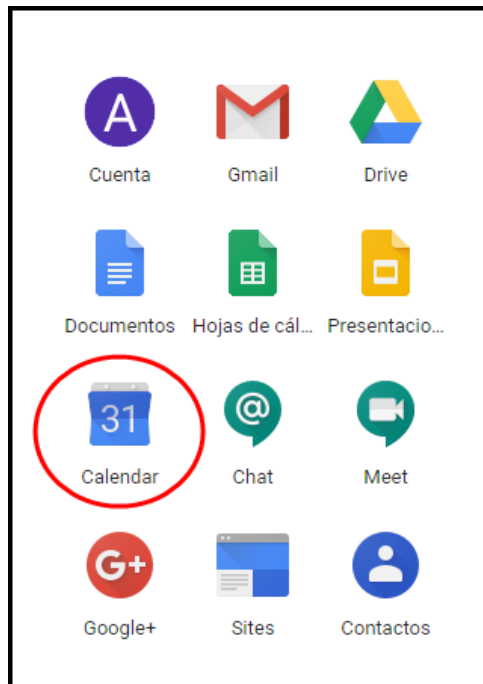 A
Cuenta Gmail Drive
Documentos Hojas de cál... Presentacio...
31 @
Calendar Chat Meet
G+
Google+ Sites Contactos